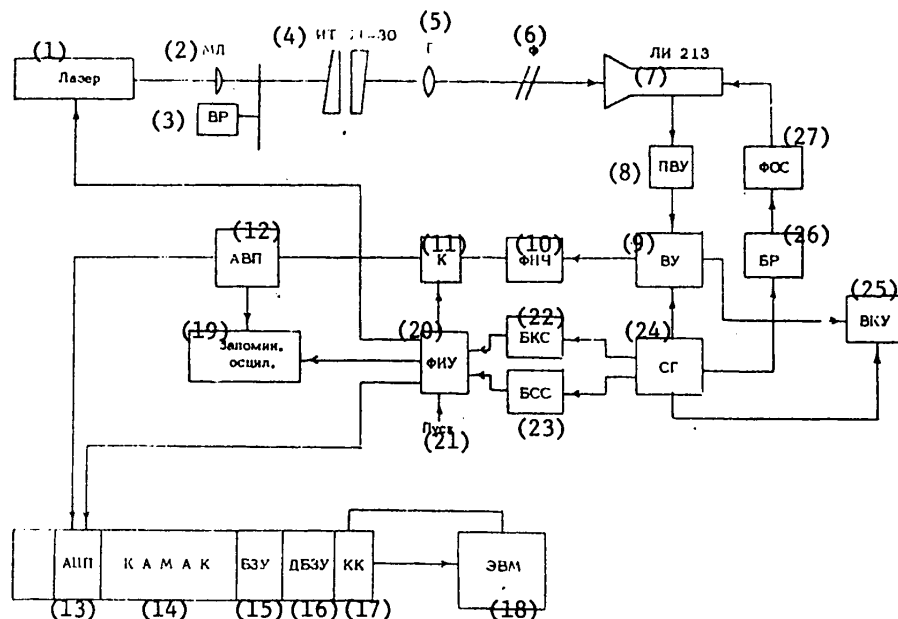 (1) Лазер
(2) МЛ
(3) ВР
(4) ИТ 30
(5) Г
(6) Ф
ЛИ 213
(7)
(8) ПВУ
(27) ФОС
(9) ВУ
(26) БР
(10) ФНЧ
(11) К
(12) АВП
(25) ВКУ
(19) Запомин. осцил.
(20) ФИУ
(22) БКС
(24) СГ
БСС
(23)
Пуск
(21)
АЦП КАМАК БЗУ ДБЗУ КК ЭВМ
(13) (14) (15) (16) (17) (18)